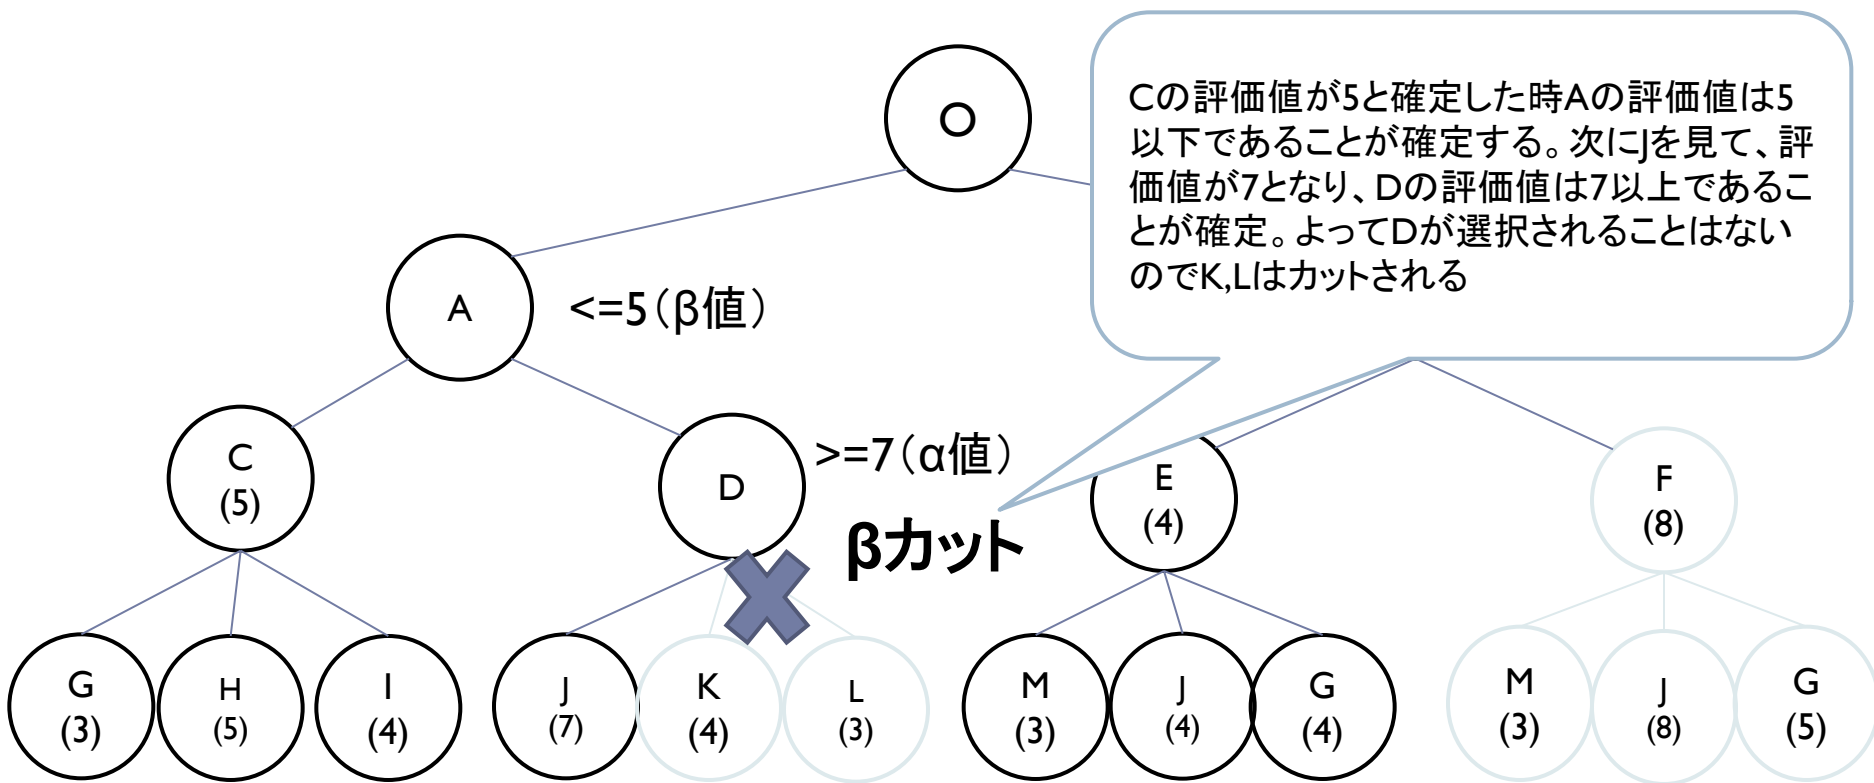 O
Cの評価値が5と確定した時Aの評価値は5
以下であることが確定する。次にJを見て、評
価値が7となり、Dの評価値は7以上であるこ
とが確定。よってDが選択されることはない
のでK,Lはカットされる
A
<=5(β値)
C
(5)
D
>=7(α値)
βカット
E
(4)
F
(8)
G
(3)
H
(5)
I
(4)
J
(7)
K
(4)
L
(3)
M
(3)
J
(4)
G
(4)
M
(3)
J
(8)
G
(5)